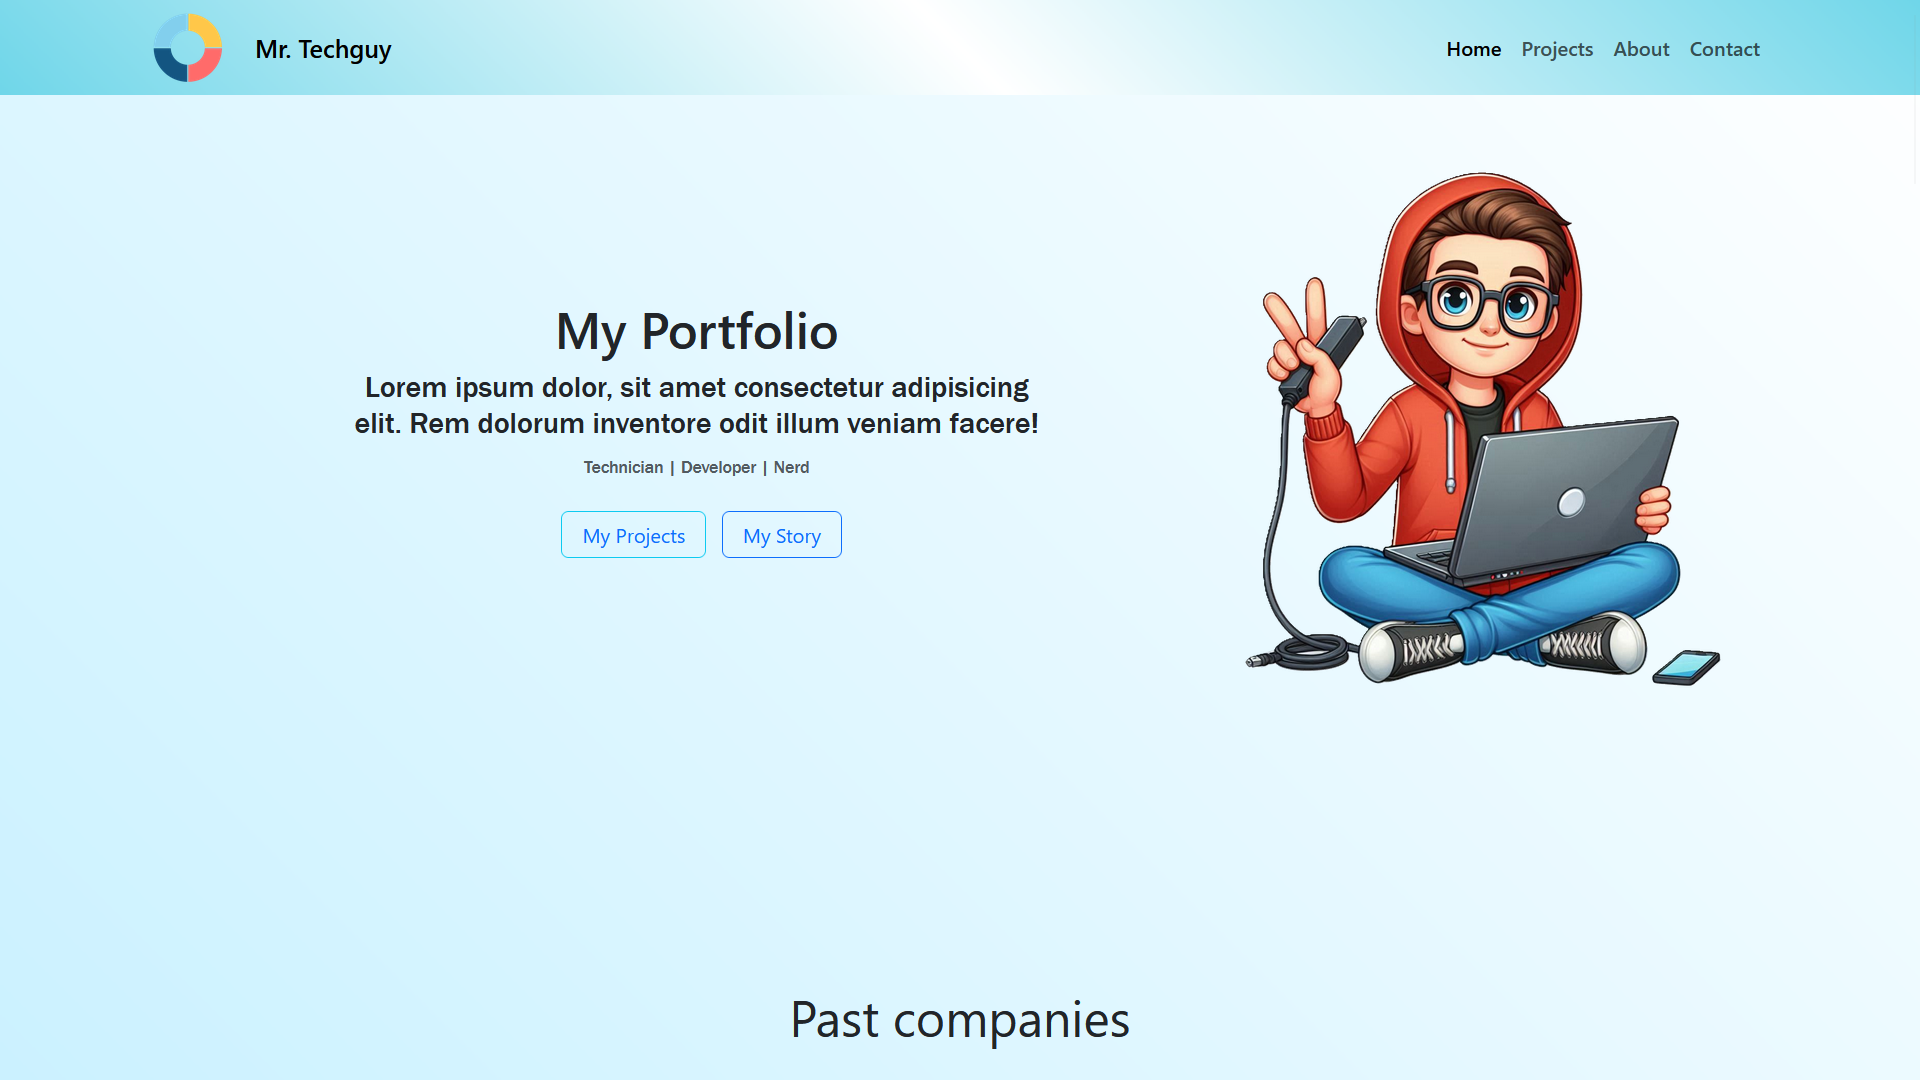 Mr. Techguy
Home Projects About Contact
My Portfolio
Lorem ipsum dolor, sit amet consectetur adipisicing
elit. Rem dolorum inventore odit illum veniam facere!
Technician | Developer | Nerd
My Projects
My Story
Past companies